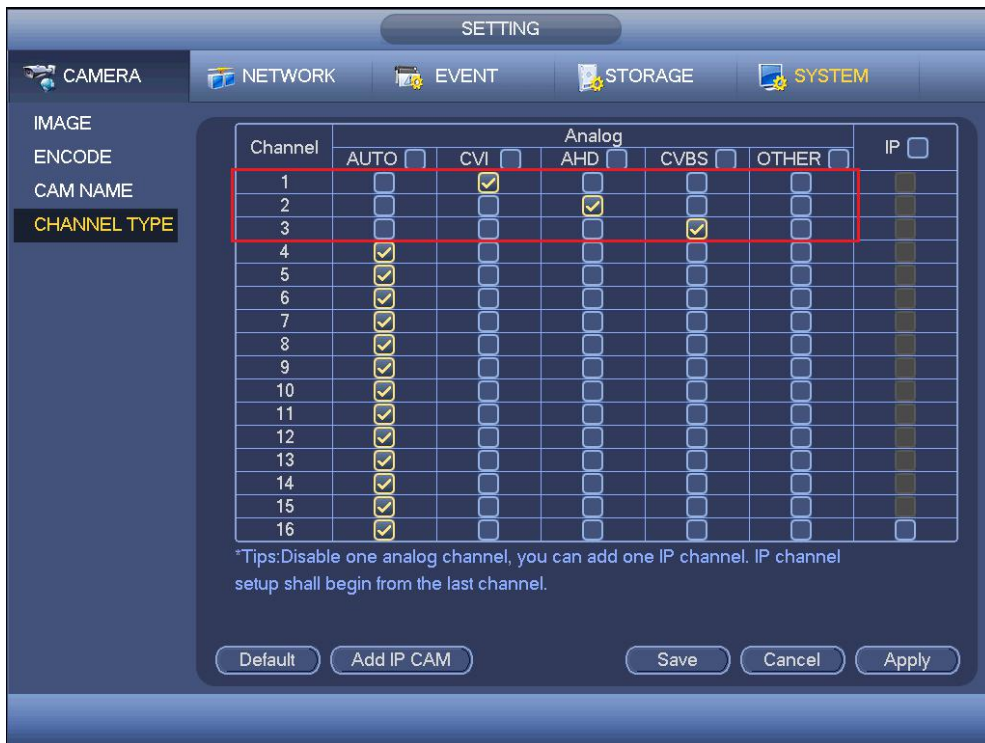 SETTING
CAMERA NETWORK EVENT STORAGE SYSTEM
IMAGE
ENCODE
CAM NAME
CHANNEL TYPE
Channel Analog IP
AUTO CVI AHD CVBS OTHER
1
2
3
4
5
6
7
8
9
10
11
12
13
14
15
16
*Tips:Disable one analog channel, you can add one IP channel. IP channel
setup shall begin from the last channel.
Default Add IP CAM Save Cancel Apply